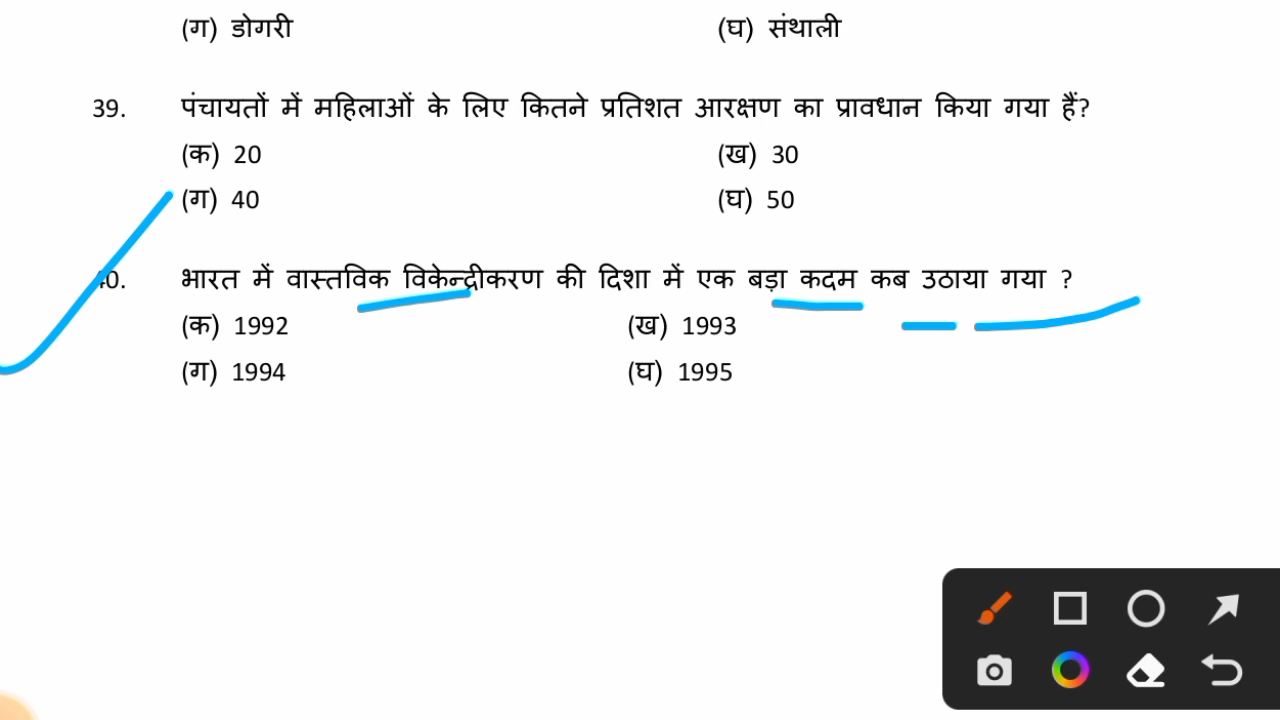 (ग) डोगरी (घ) संथाली
39. पंचायतों में महिलाओं के लिए कितने प्रतिशत आरक्षण का प्रावधान किया गया हैं?
(क) 20 (ख) 30
(ग) 40 (घ) 50
40. भारत में वास्तविक विकेन्द्रीकरण की दिशा में एक बड़ा कदम कब उठाया गया ?
(क) 1992 (ख) 1993
(ग) 1994 (घ) 1995